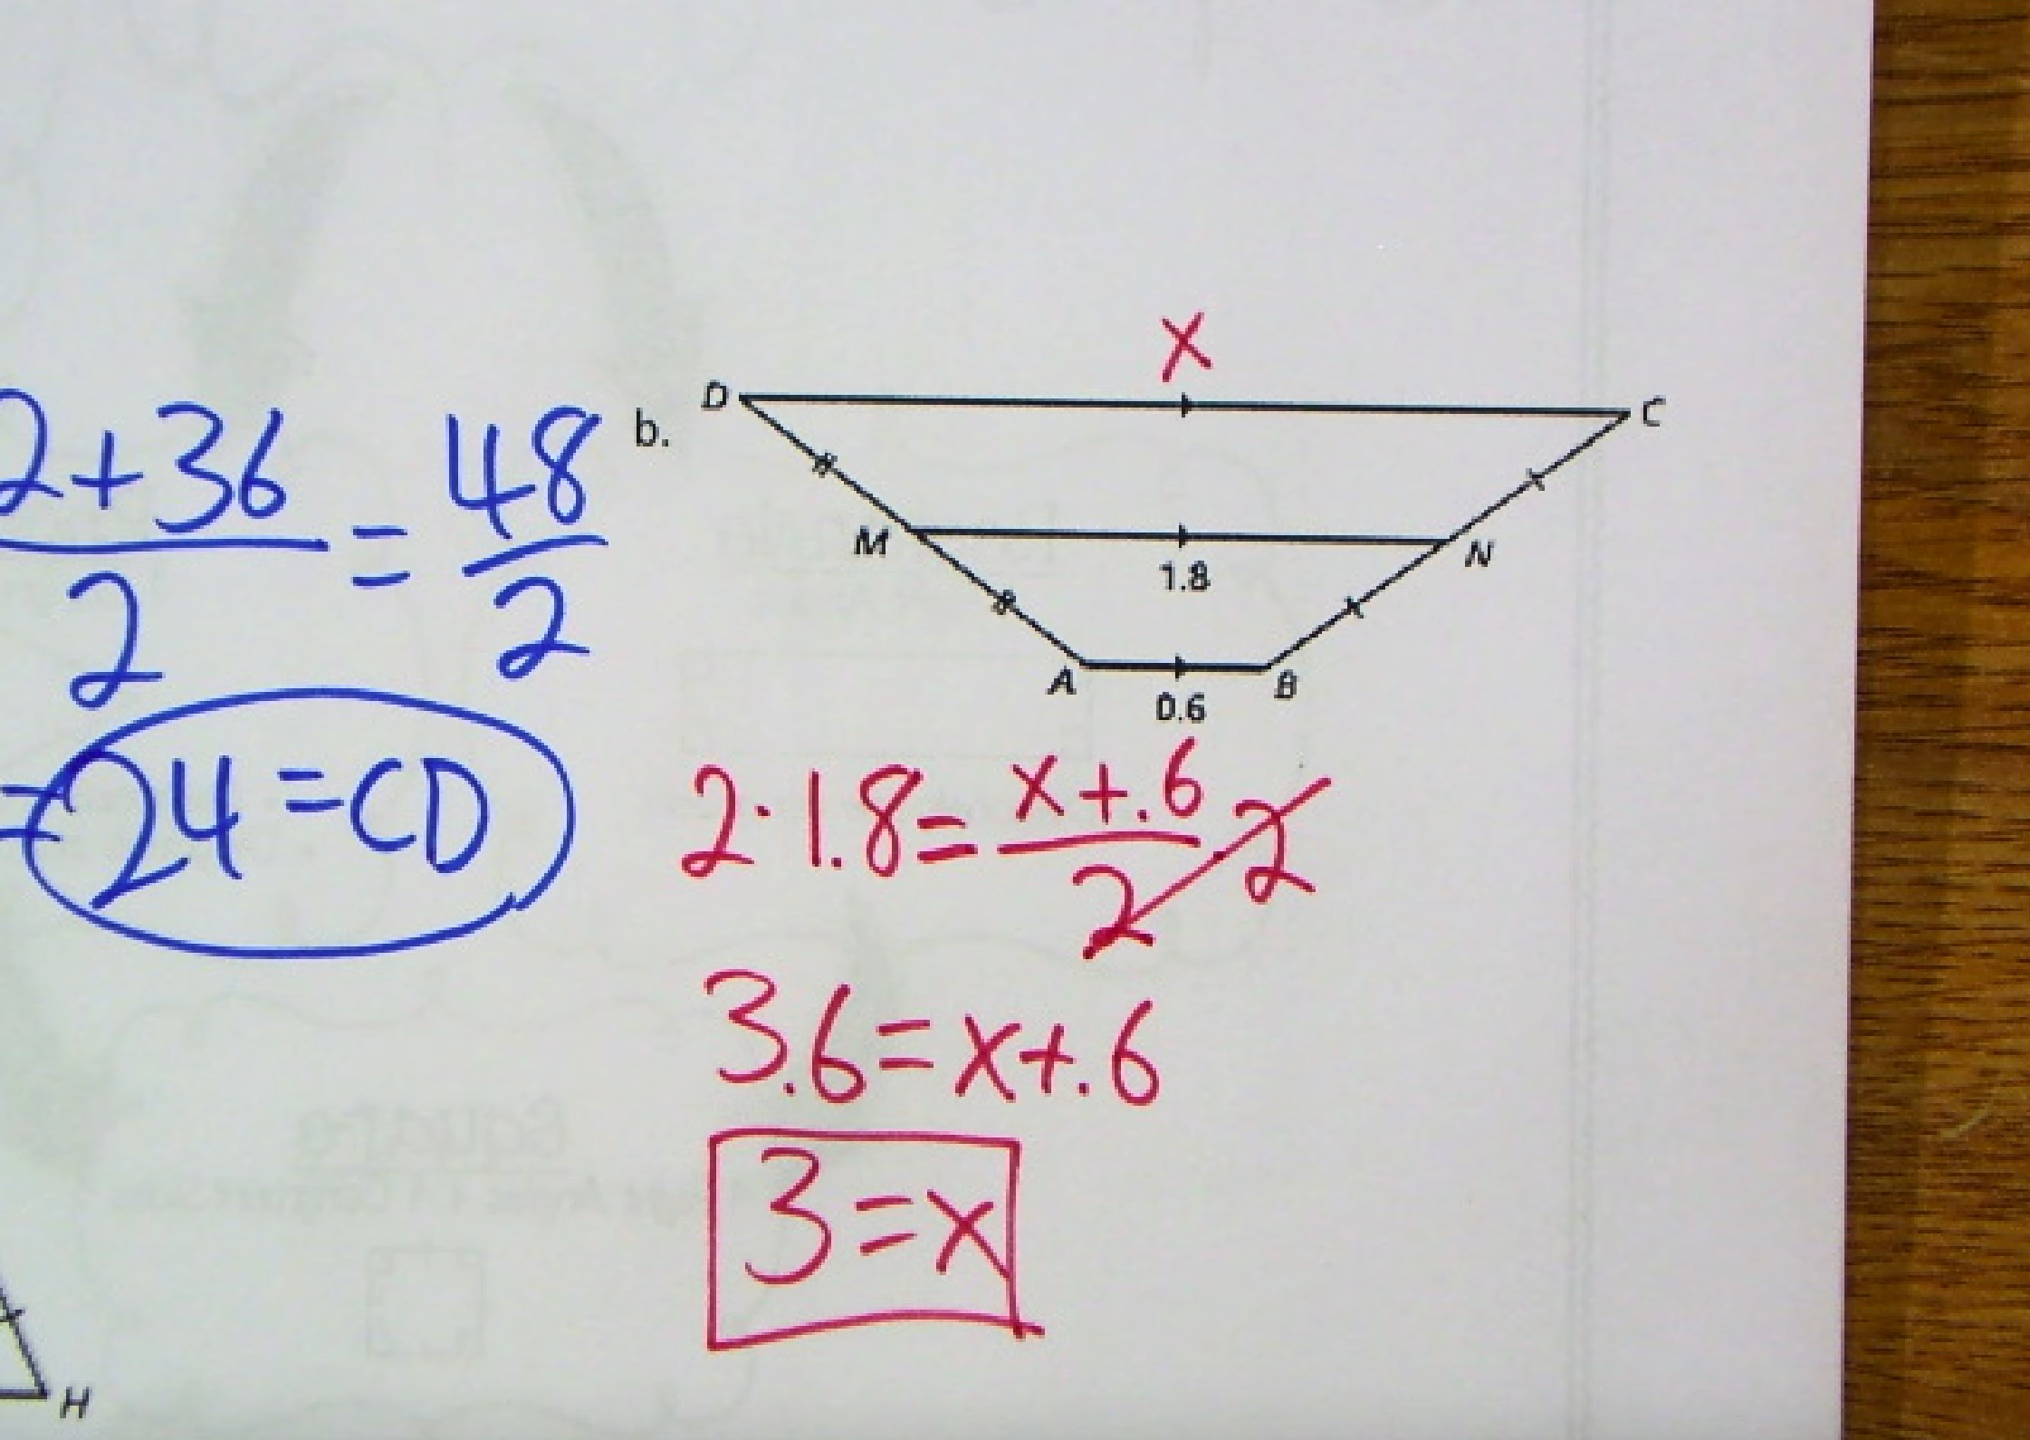 2+36
2
=
48
2
=24=CD
b.
X
D
C
M
N
1.8
A
B
0.6
2·1.8=
x+.6
2
·2
3.6=x+.6
3=x
Square
H